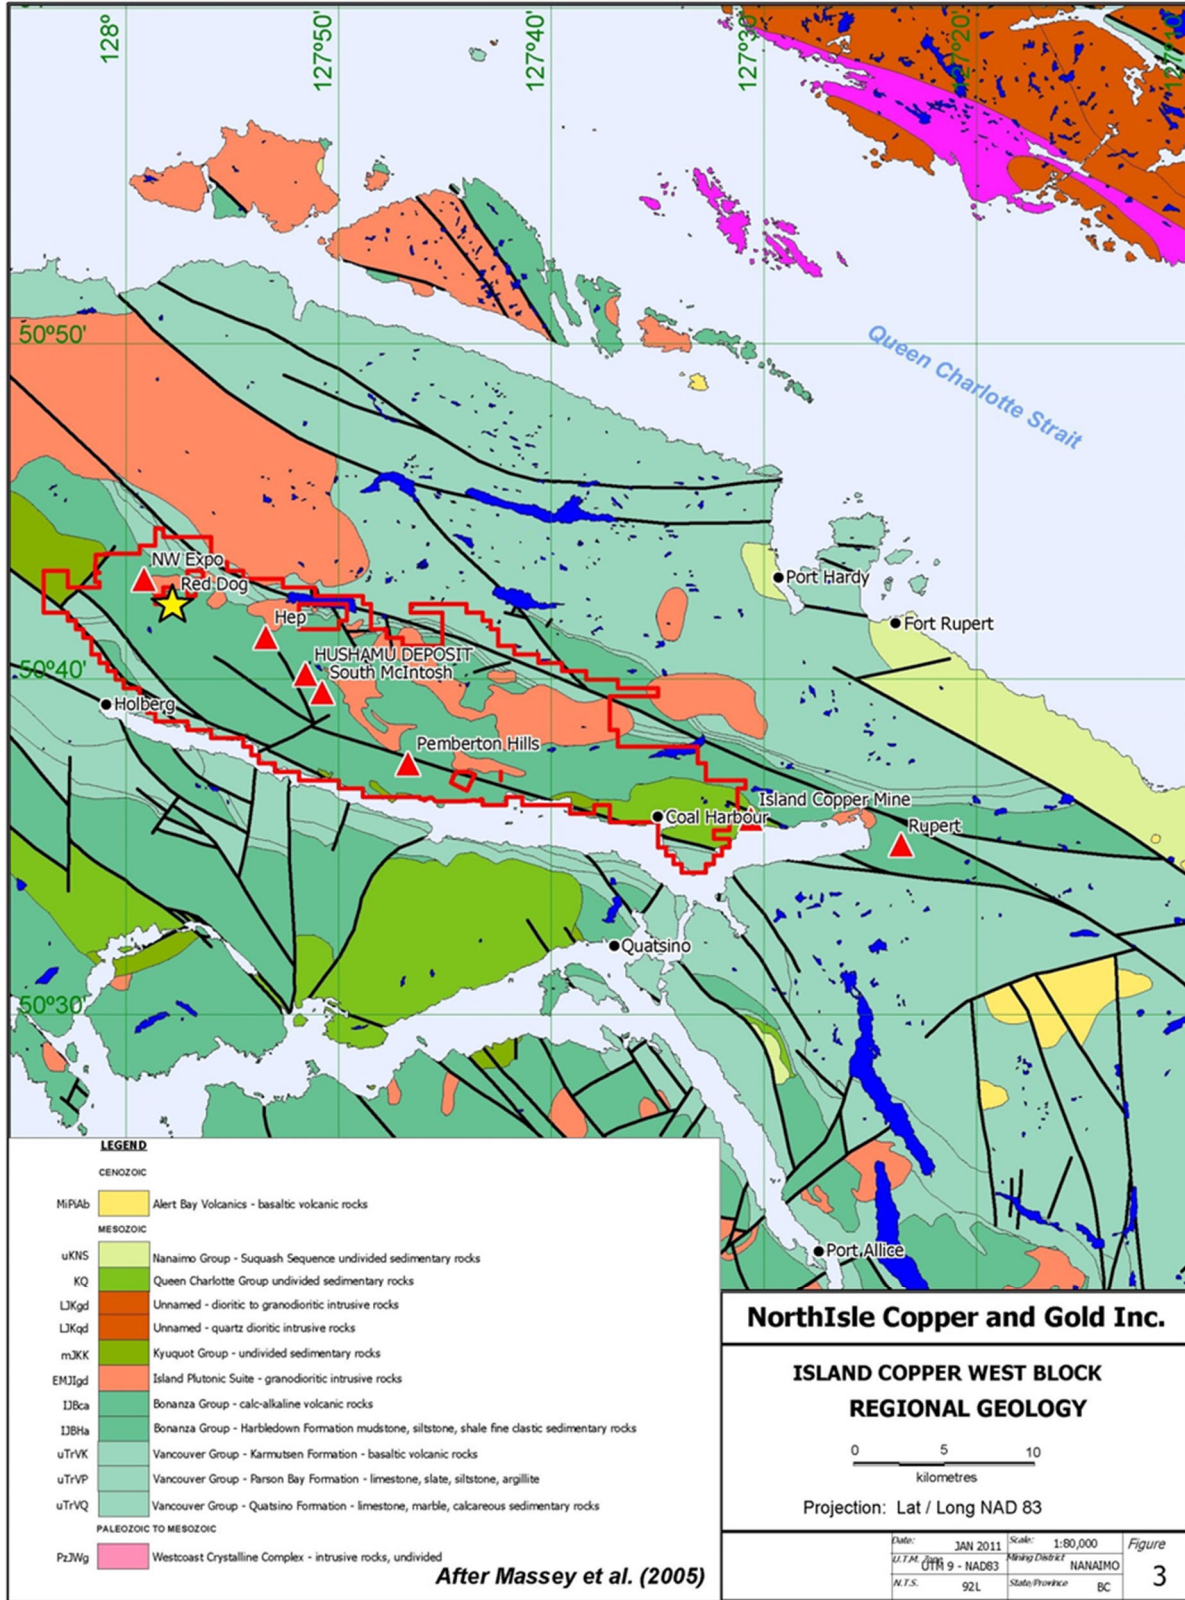 128°
127°50'
127°40'
127°30'
127°20'
127°10'
50°50'
Queen Charlotte Strait
NW Expo
Red Dog
Port Hardy
Hep
Fort Rupert
50°40'
HUSHAMU DEPOSIT
South McIntosh
Holberg
Pemberton Hills
Island Copper Mine
Coal Harbour
Rupert
Quatsino
50°30'
Port Allice
LEGEND
CENOZOIC
MiPiAb Alert Bay Volcanics - basaltic volcanic rocks
MESOZOIC
uKNS Nanaimo Group - Suquash Sequence undivided sedimentary rocks
KQ Queen Charlotte Group undivided sedimentary rocks
LJKgd Unnamed - dioritic to granodioritic intrusive rocks
LJKqd Unnamed - quartz dioritic intrusive rocks
mJKK Kyuquot Group - undivided sedimentary rocks
EMJIgd Island Plutonic Suite - granodioritic intrusive rocks
IJBca Bonanza Group - calc-alkaline volcanic rocks
IJBHa Bonanza Group - Harbledown Formation mudstone, siltstone, shale fine clastic sedimentary rocks
uTrVK Vancouver Group - Karmutsen Formation - basaltic volcanic rocks
uTrVP Vancouver Group - Parson Bay Formation - limestone, slate, siltstone, argillite
uTrVQ Vancouver Group - Quatsino Formation - limestone, marble, calcareous sedimentary rocks
PALEOZOIC TO MESOZOIC
PzJWg Westcoast Crystalline Complex - intrusive rocks, undivided
After Massey et al. (2005)
NorthIsle Copper and Gold Inc.
ISLAND COPPER WEST BLOCK
REGIONAL GEOLOGY
0 5 10
kilometres
Projection: Lat / Long NAD 83
Date: JAN 2011 Scale: 1:80,000 Figure
U.T.M. Zone UTM 9 - NAD83 Mining District NANAIMO 3
N.T.S. 92L State/Province BC